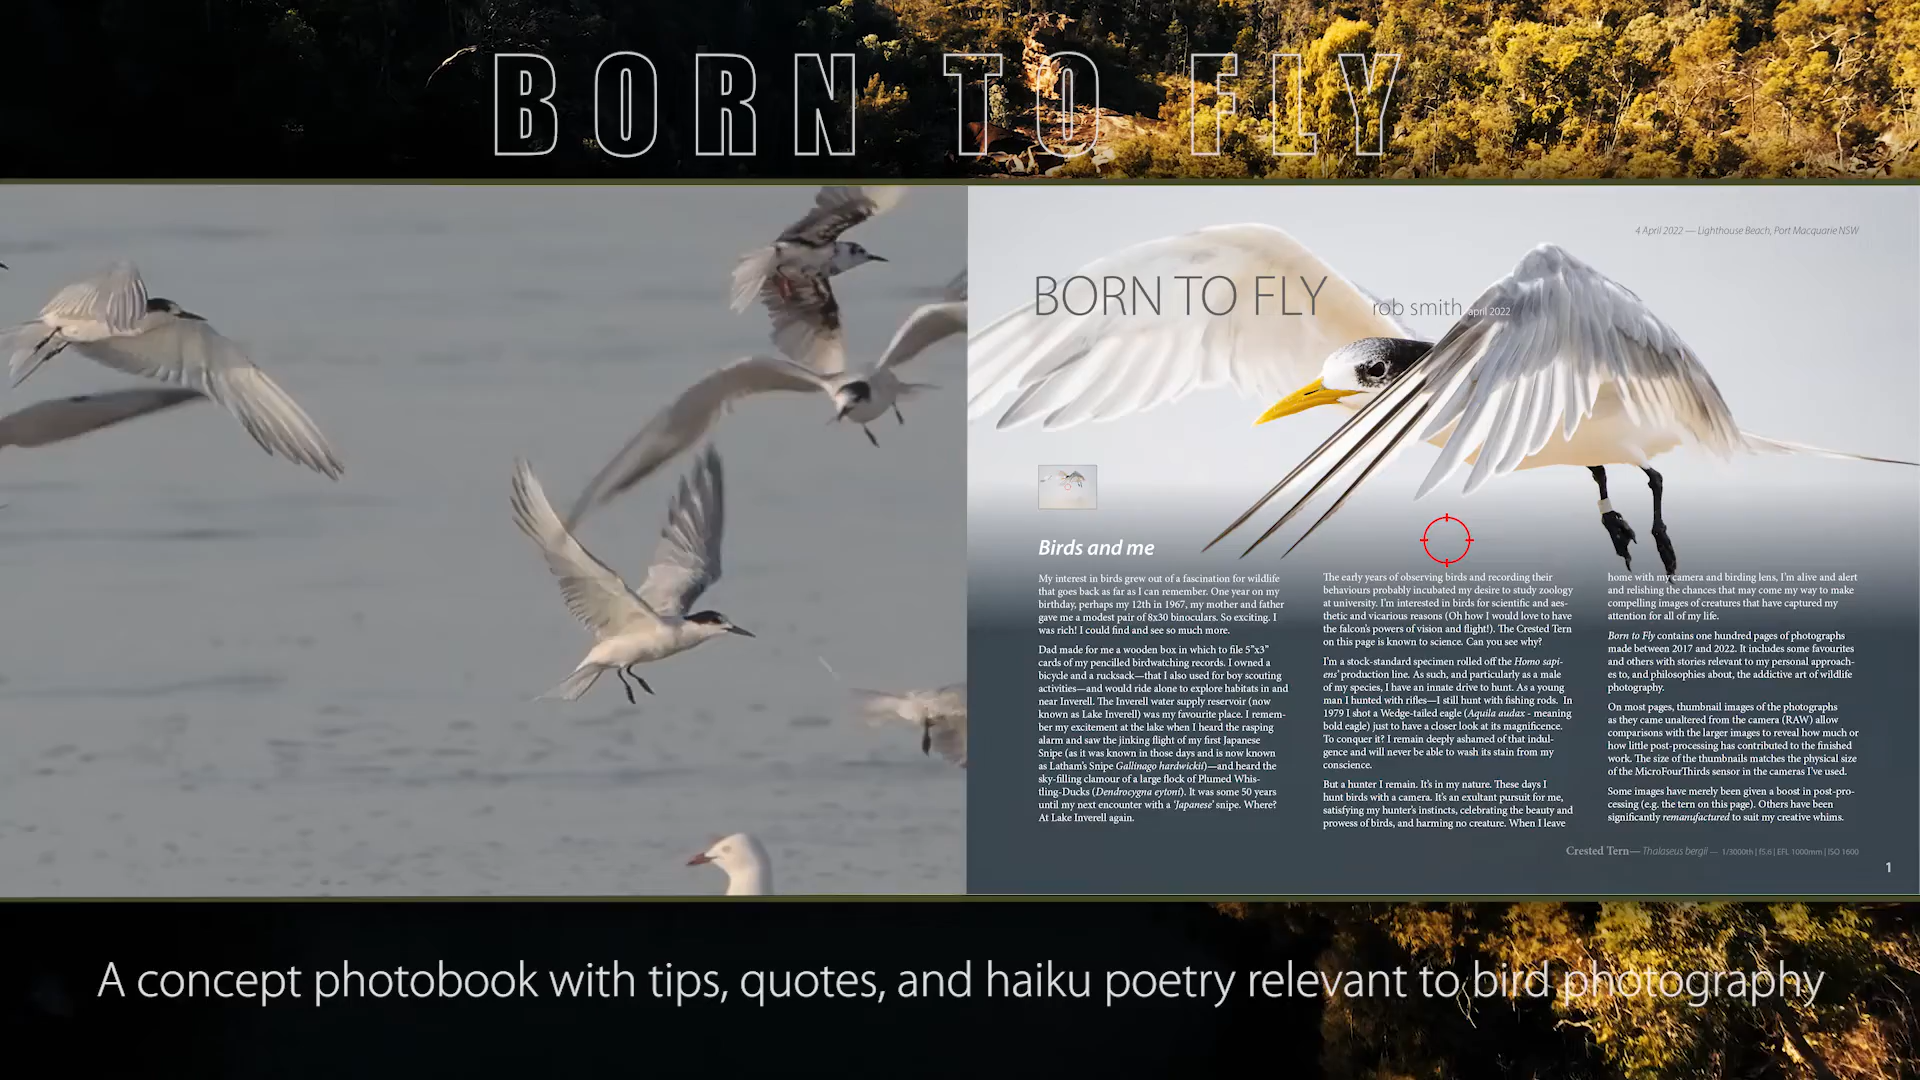 BORN TO FLY
4 April 2022 — Lighthouse Beach, Port Macquarie NSW
BORN TO FLY
rob smith april 2022
Birds and me
My interest in birds grew out of a fascination for wildlife
that goes back as far as I can remember. One year on my
birthday, perhaps my 12th in 1967, my mother and father
gave me a modest pair of 8x30 binoculars. So exciting. I
was rich! I could find and see so much more.
Dad made for me a wooden box in which to file 5”x3”
cards of my pencilled birdwatching records. I owned a
bicycle and a rucksack—that I also used for boy scouting
activities—and would ride alone to explore habitats in and
near Inverell. The Inverell water supply reservoir (now
known as Lake Inverell) was my favourite place. I remem-
ber my excitement at the lake when I heard the rasping
alarm and saw the jinking flight of my first Japanese
Snipe (as it was known in those days and is now known
as Latham’s Snipe Gallinago hardwickii)—and heard the
sky-filling clamour of a large flock of Plumed Whis-
tling-Ducks (Dendrocygna eytoni). It was some 50 years
until my next encounter with a ‘Japanese’ snipe. Where?
At Lake Inverell again.
The early years of observing birds and recording their
behaviours probably incubated my desire to study zoology
at university. I’m interested in birds for scientific and aes-
thetic and vicarious reasons (Oh how I would love to have
the falcon’s powers of vision and flight!). The Crested Tern
on this page is known to science. Can you see why?
I’m a stock-standard specimen rolled off the Homo sapi-
ens’ production line. As such, and particularly as a male
of my species, I have an innate drive to hunt. As a young
man I hunted with rifles—I still hunt with fishing rods. In
1979 I shot a Wedge-tailed eagle (Aquila audax - meaning
bold eagle) just to have a closer look at its magnificence.
To conquer it? I remain deeply ashamed of that indul-
gence and will never be able to wash its stain from my
conscience.
But a hunter I remain. It’s in my nature. These days I
hunt birds with a camera. It’s an exultant pursuit for me,
satisfying my hunter’s instincts, celebrating the beauty and
prowess of birds, and harming no creature. When I leave
home with my camera and birding lens, I’m alive and alert
and relishing the chances that may come my way to make
compelling images of creatures that have captured my
attention for all of my life.
Born to Fly contains one hundred pages of photographs
made between 2017 and 2022. It includes some favourites
and others with stories relevant to my personal approach-
es to, and philosophies about, the addictive art of wildlife
photography.
On most pages, thumbnail images of the photographs
as they came unaltered from the camera (RAW) allow
comparisons with the larger images to reveal how much or
how little post-processing has contributed to the finished
work. The size of the thumbnails matches the physical size
of the MicroFourThirds sensor in the cameras I’ve used.
Some images have merely been given a boost in post-pro-
cessing (e.g. the tern on this page). Others have been
significantly remanufactured to suit my creative whims.
Crested Tern— Thalaseus bergii — 1/3000th | f5.6 | EFL 1000mm | ISO 1600
1
A concept photobook with tips, quotes, and haiku poetry relevant to bird photography